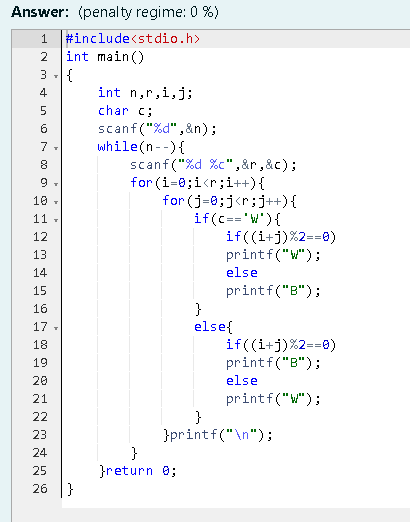 Answer: (penalty regime: 0 %)
1 #include<stdio.h>
2 int main()
3 {
4     int n,r,i,j;
5     char c;
6     scanf("%d",&n);
7     while(n--){
8         scanf("%d %c",&r,&c);
9         for(i=0;i<r;i++){
10             for(j=0;j<r;j++){
11                 if(c=='W'){
12                     if((i+j)%2==0)
13                     printf("W");
14                     else
15                     printf("B");
16                 }
17                 else{
18                     if((i+j)%2==0)
19                     printf("B");
20                     else
21                     printf("W");
22                 }
23             }printf("\n");
24         }
25     }return 0;
26 }